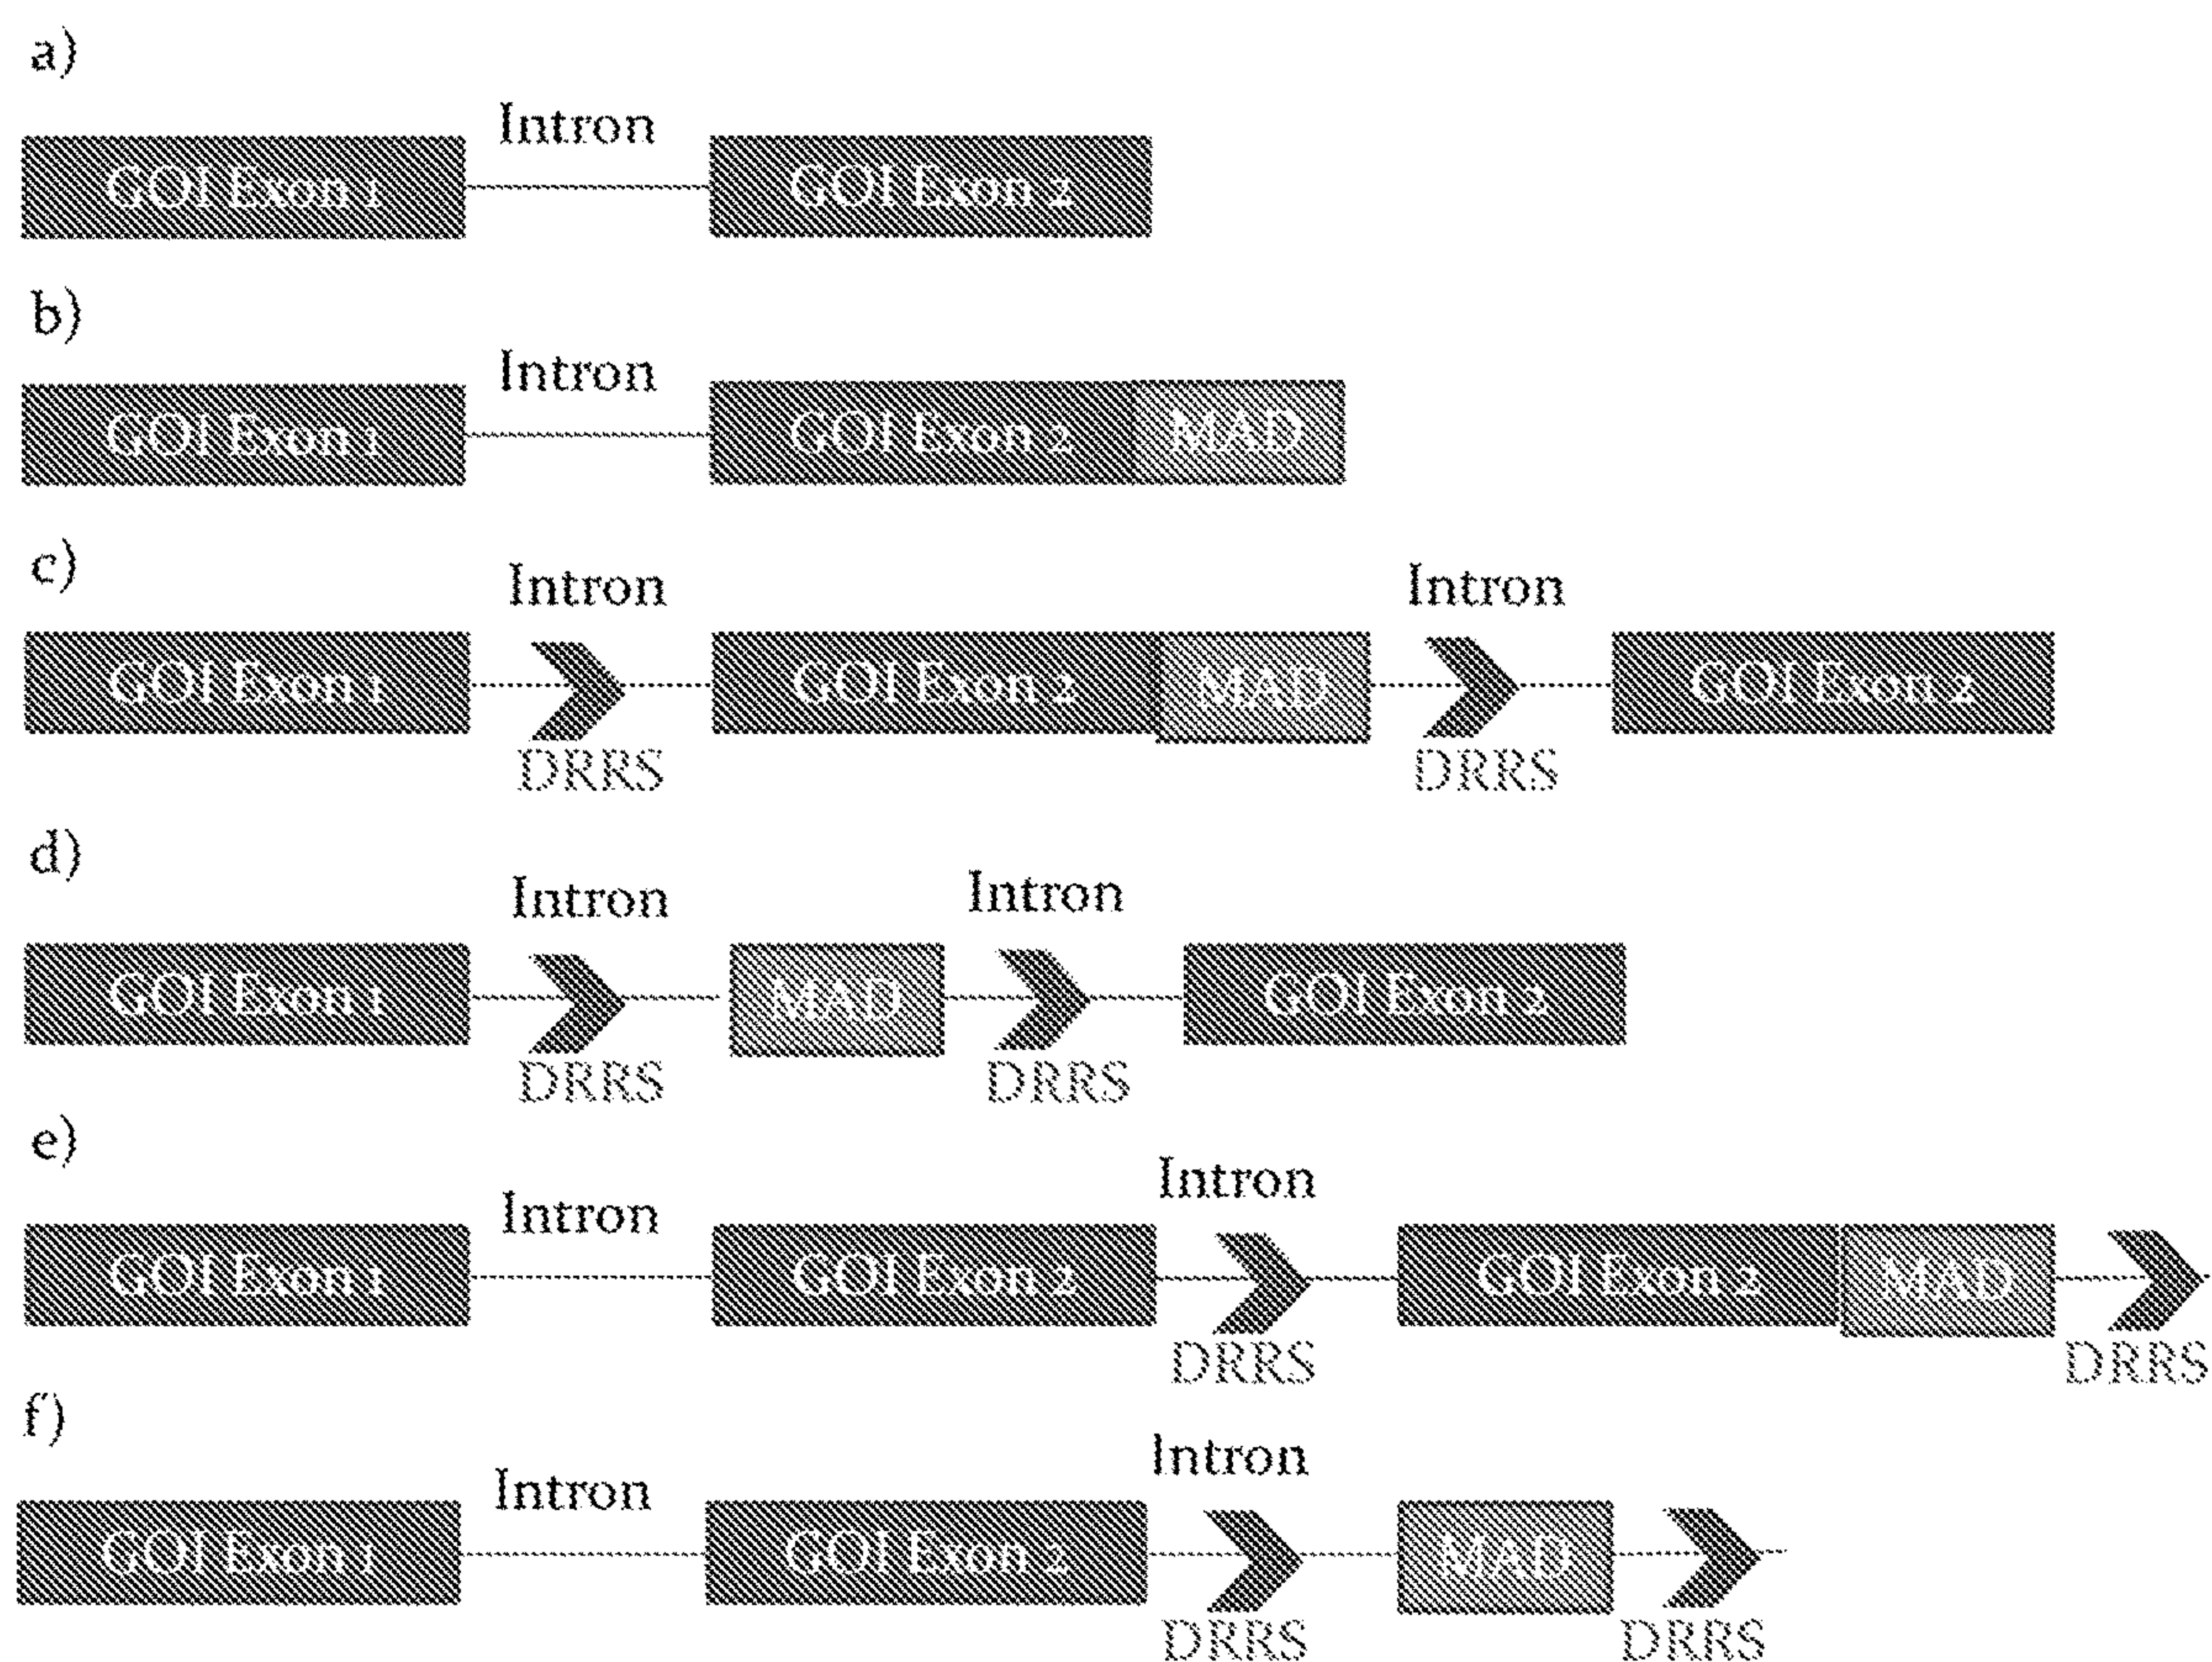 a)
Intron
GOI Exon 1 GOI Exon 2
b)
Intron
GOI Exon 1 GOI Exon 2 MAD
c)
Intron Intron
GOI Exon 1 GOI Exon 2 MAD GOI Exon 2
DRRS DRRS
d)
Intron Intron
GOI Exon 1 MAD GOI Exon 2
DRRS DRRS
e)
Intron
Intron
GOI Exon 1 GOI Exon 2 GOI Exon 2 MAD
DRRS DRRS
f)
Intron
Intron
GOI Exon 1 GOI Exon 2 MAD
DRRS DRRS